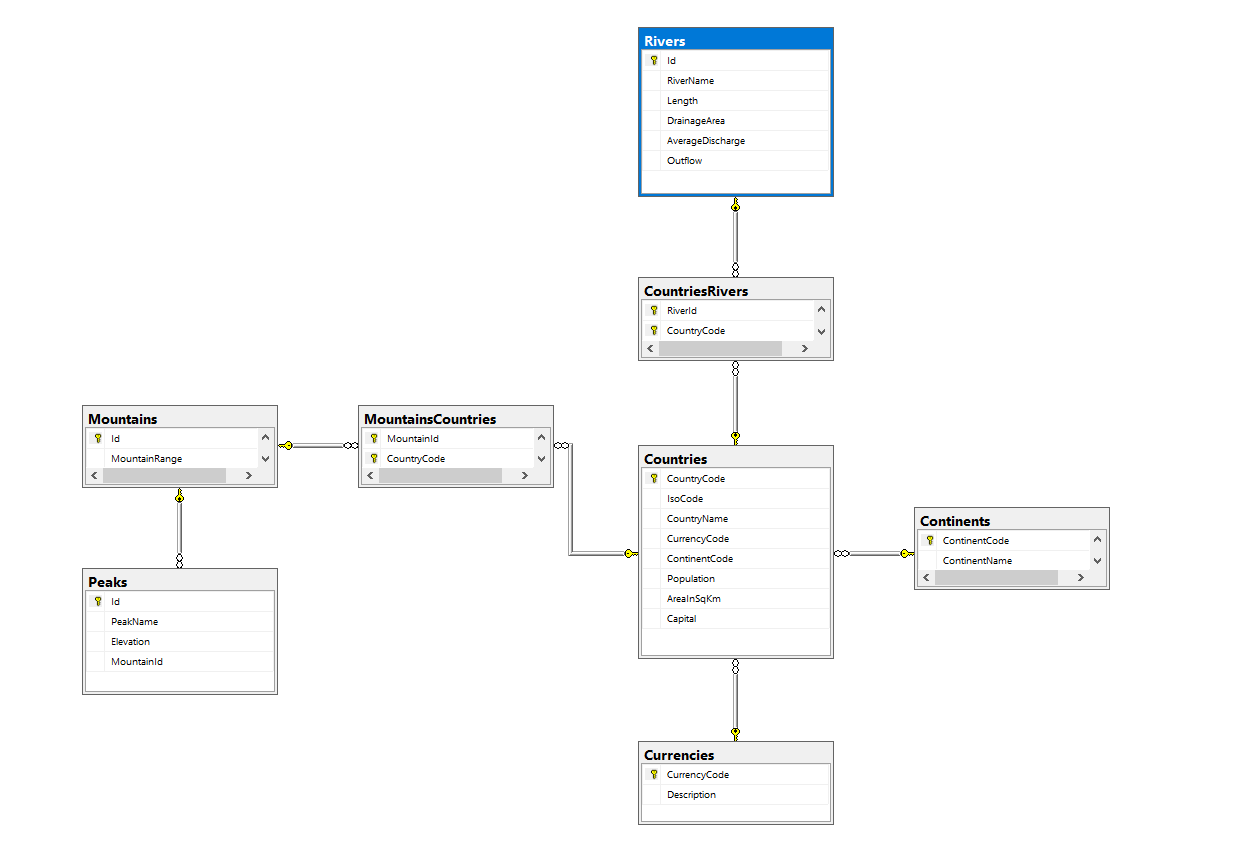 Rivers
Id
RiverName
Length
DrainageArea
AverageDischarge
Outflow
CountriesRivers
RiverId
CountryCode
Mountains
Id
MountainRange
MountainsCountries
MountainId
CountryCode
Countries
CountryCode
IsoCode
CountryName
CurrencyCode
ContinentCode
Population
AreaInSqKm
Capital
Continents
ContinentCode
ContinentName
Peaks
Id
PeakName
Elevation
MountainId
Currencies
CurrencyCode
Description